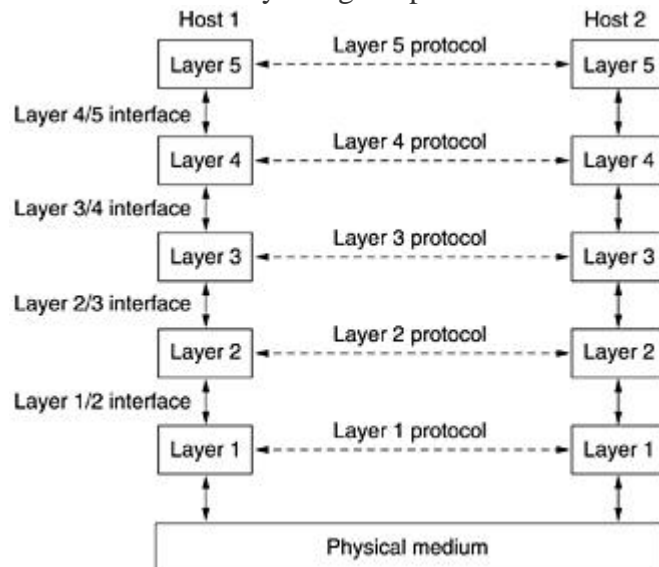 Host 1 Host 2
Layer 5 protocol
Layer 5 Layer 5
Layer 4/5 interface
Layer 4 protocol
Layer 4 Layer 4
Layer 3/4 interface
Layer 3 protocol
Layer 3 Layer 3
Layer 2/3 interface
Layer 2 protocol
Layer 2 Layer 2
Layer 1/2 interface
Layer 1 protocol
Layer 1 Layer 1
Physical medium